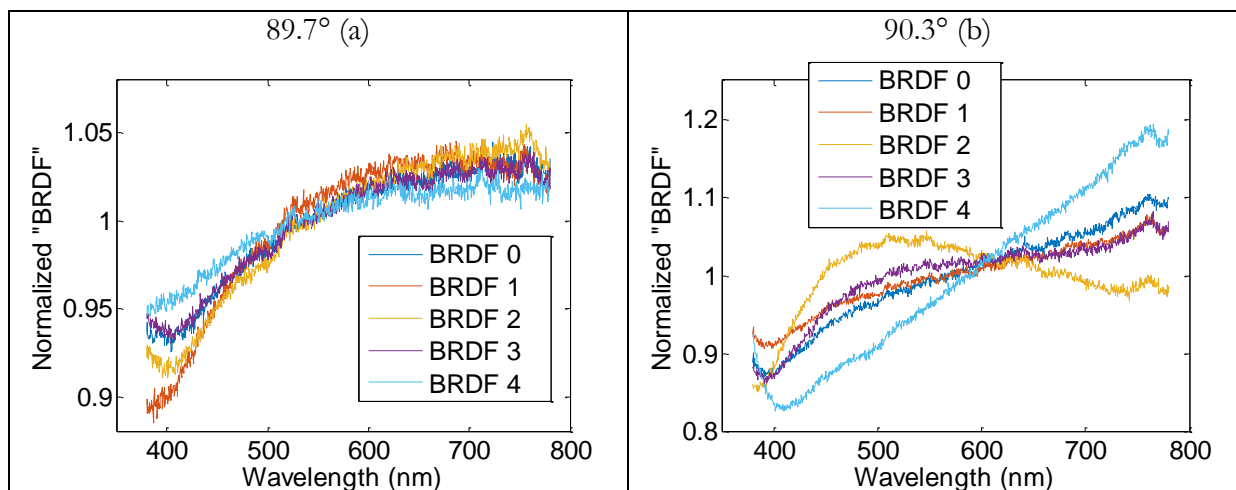 89.7° (a)
Normalized "BRDF"
1.05
1
0.95
0.9
BRDF 0
BRDF 1
BRDF 2
BRDF 3
BRDF 4
400 500 600 700 800
Wavelength (nm)
90.3° (b)
Normalized "BRDF"
BRDF 0
BRDF 1
BRDF 2
BRDF 3
BRDF 4
1.2
1.1
1
0.9
0.8
400 500 600 700 800
Wavelength (nm)